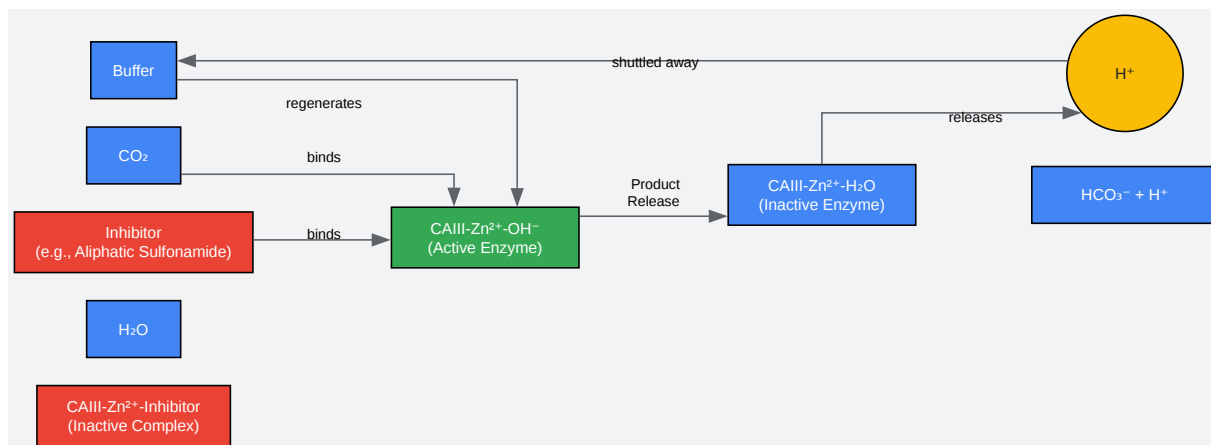 Buffer
shuttled away
H⁺
regenerates
releases
CO₂
binds
CAIII-Zn²⁺-H₂O
(Inactive Enzyme)
HCO₃⁻ + H⁺
Product
Release
Inhibitor
(e.g., Aliphatic Sulfonamide)
binds
CAIII-Zn²⁺-OH⁻
(Active Enzyme)
H₂O
CAIII-Zn²⁺-Inhibitor
(Inactive Complex)